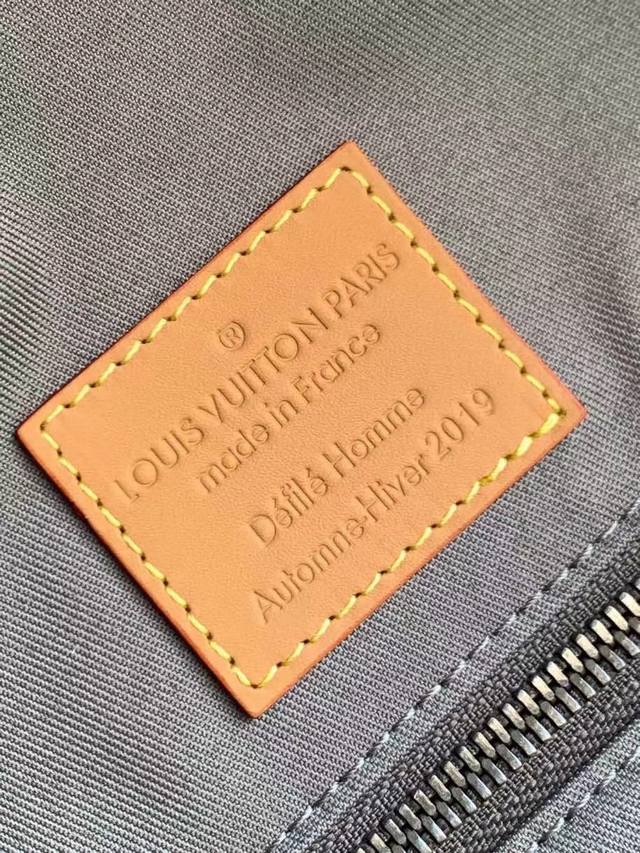 ®
LOUIS VUITTON PARIS
made in France
Défilé Homme
Automne-Hiver 2019